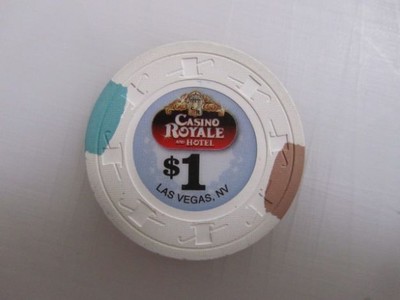 CASINO
ROYALE
AND HOTEL
$1
LAS VEGAS, NV